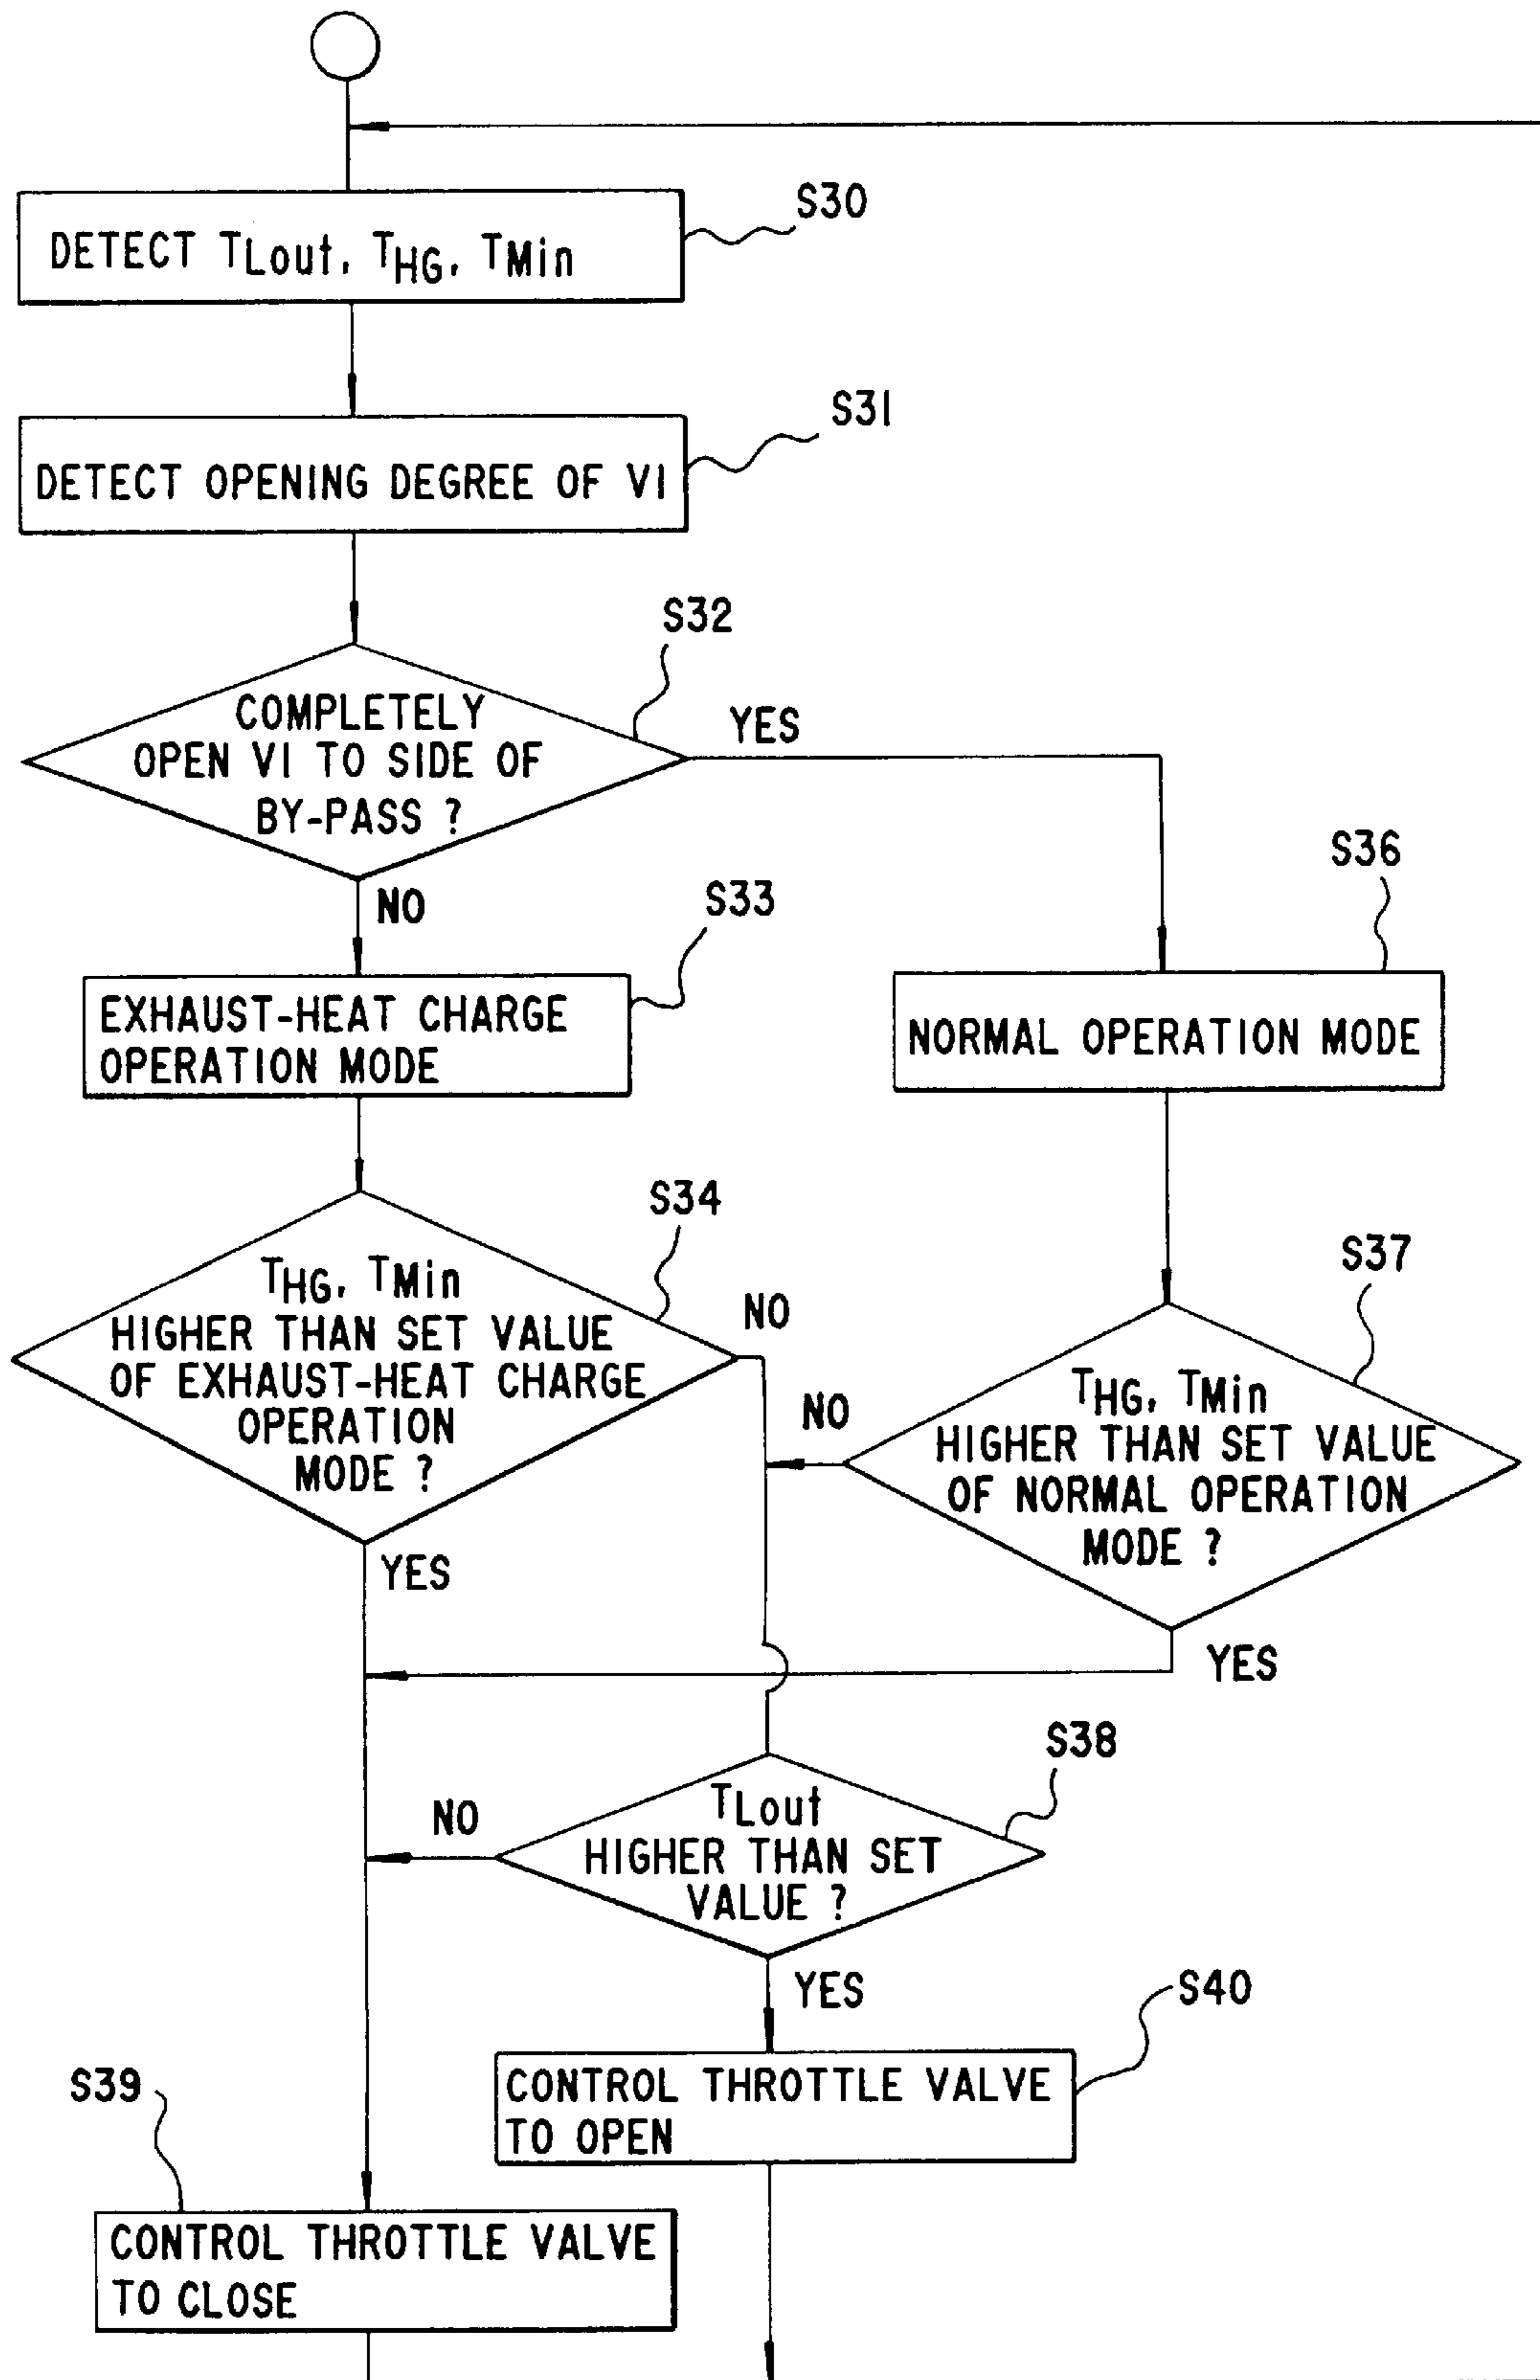 S30
DETECT TLout, THG, TMin
S31
DETECT OPENING DEGREE OF V1
S32
COMPLETELY
OPEN V1 TO SIDE OF
BY-PASS ?
YES
NO
S33
EXHAUST-HEAT CHARGE
OPERATION MODE
S36
NORMAL OPERATION MODE
S34
THG, TMin
HIGHER THAN SET VALUE
OF EXHAUST-HEAT CHARGE
OPERATION
MODE ?
NO
YES
S37
THG, TMin
HIGHER THAN SET VALUE
OF NORMAL OPERATION
MODE ?
NO
YES
S38
TLout
HIGHER THAN SET
VALUE ?
NO
YES
S40
CONTROL THROTTLE VALVE
TO OPEN
S39
CONTROL THROTTLE VALVE
TO CLOSE